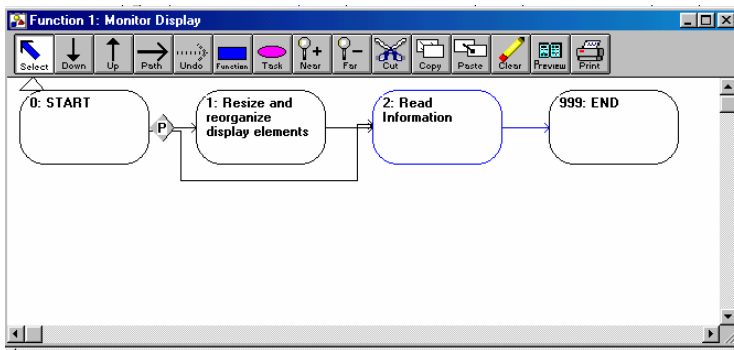 Function 1: Monitor Display
Select Down Up Path Undo Function Task Near Far Cut Copy Paste Clear Preview Print
0: START
P
1: Resize and
reorganize
display elements
2: Read
Information
999: END